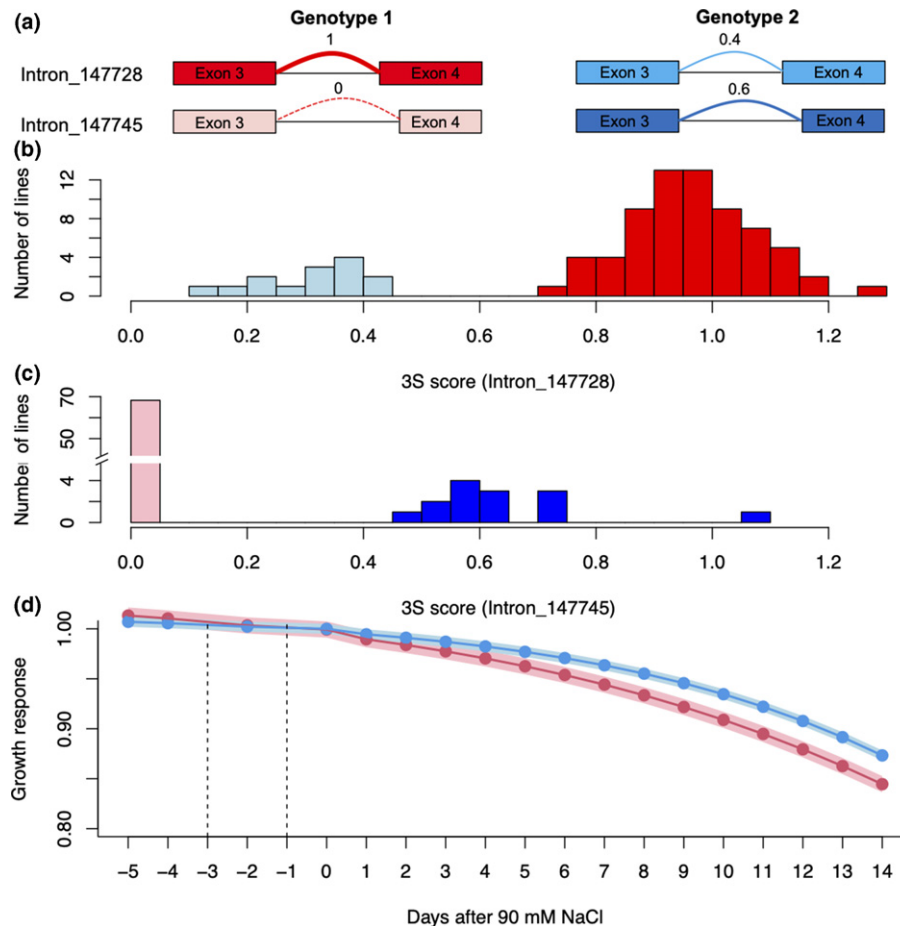 (a) Genotype 1 Genotype 2
1 0.4
Intron_147728 Exon 3 Exon 4 Exon 3 Exon 4
0 0.6
Intron_147745 Exon 3 Exon 4 Exon 3 Exon 4
(b)
Number of lines
12
8
4
0
0.0 0.2 0.4 0.6 0.8 1.0 1.2
3S score (Intron_147728)
(c)
Number of lines
70
50
4
0
0.0 0.2 0.4 0.6 0.8 1.0 1.2
3S score (Intron_147745)
(d)
Growth response
1.00
0.90
0.80
−5 −4 −3 −2 −1 0 1 2 3 4 5 6 7 8 9 10 11 12 13 14
Days after 90 mM NaCl